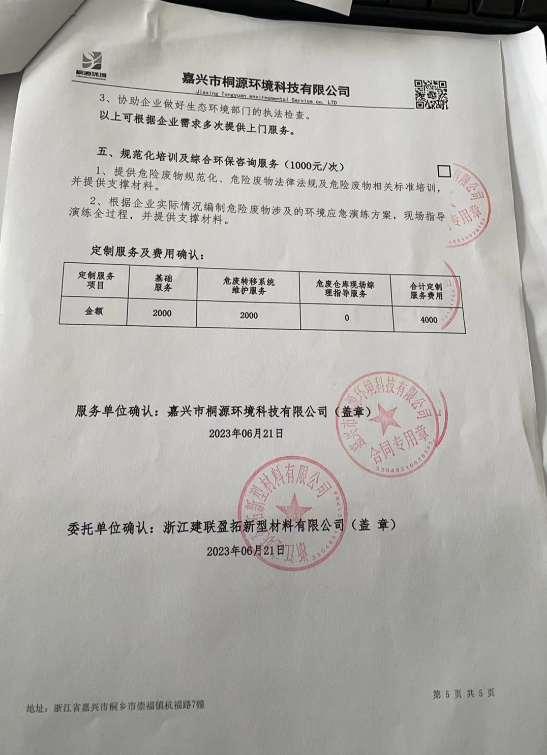 桐源环境
嘉兴市桐源环境科技有限公司
Jiaxing Tongyuan environmental Service co. LTD
3、协助企业做好生态环境部门的执法检查。
以上可根据企业需求多次提供上门服务。
五、规范化培训及综合环保咨询服务（1000元/次）
1、提供危险废物规范化、危险废物法律法规及危险废物相关标准培训，
并提供支撑材料。
2、根据企业实际情况编制危险废物涉及的环境应急演练方案，现场指导
演练全过程，并提供支撑材料。
定制服务及费用确认：
定制服务项目 基础服务 危废转移系统维护服务 危废仓库现场综理指导服务 合计定制服务费用
金额 2000 2000 0 4000
服务单位确认：嘉兴市桐源环境科技有限公司（盖章）
2023年06月21日
合同专用章
委托单位确认：浙江建联盈拓新型材料有限公司（盖 章）
2023年06月21日
地址：浙江省嘉兴市桐乡市崇福镇杭福路7幢
第 5 页 共 5 页